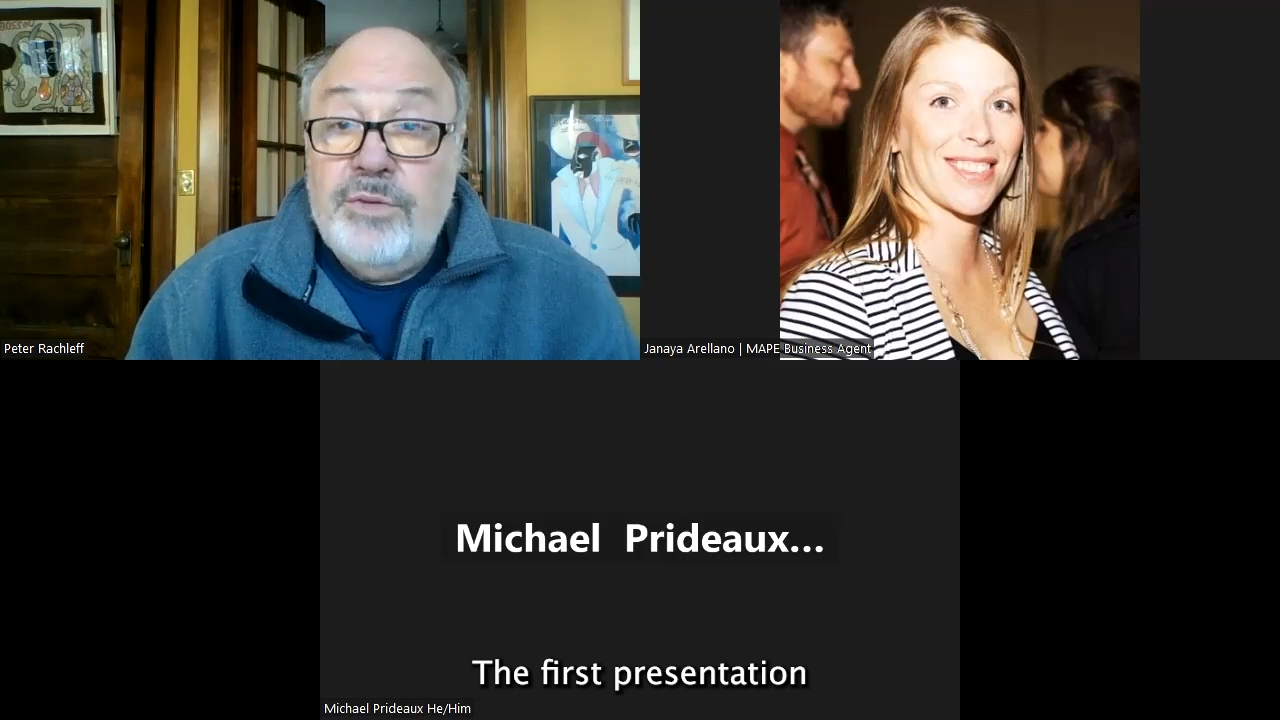 Peter Rachleff
Janaya Arellano | MAPE Business Agent
Michael Prideaux...
The first presentation
Michael Prideaux He/Him